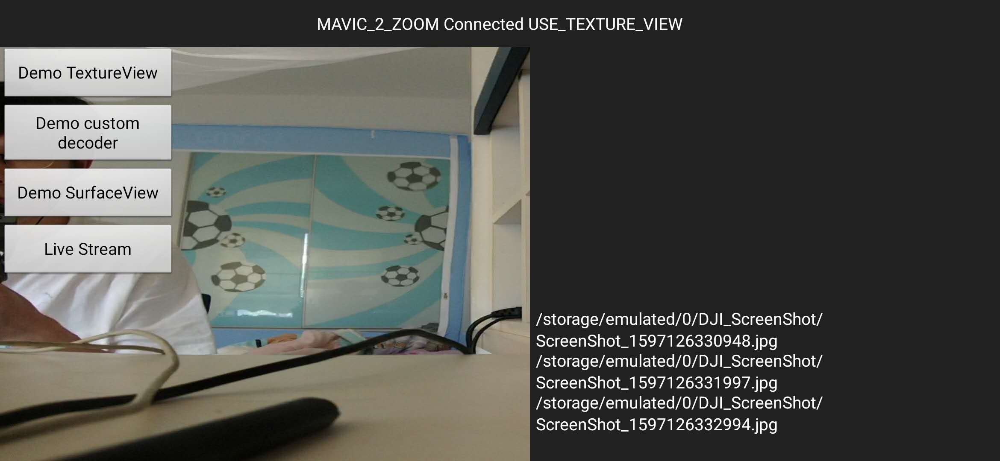 MAVIC_2_ZOOM Connected USE_TEXTURE_VIEW
Demo TextureView
Demo custom
decoder
Demo SurfaceView
Live Stream
/storage/emulated/0/DJI_ScreenShot/
ScreenShot_1597126330948.jpg
/storage/emulated/0/DJI_ScreenShot/
ScreenShot_1597126331997.jpg
/storage/emulated/0/DJI_ScreenShot/
ScreenShot_1597126332994.jpg